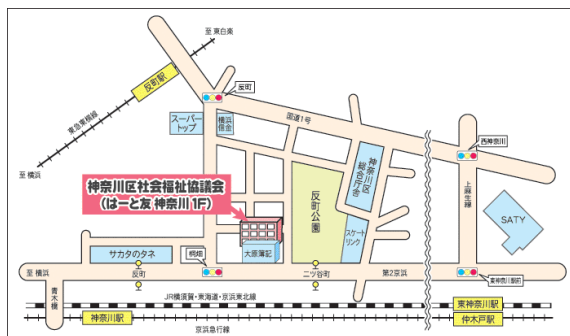 至 東白楽
反町駅
東急東横線
至 横浜
反町
国道1号
スーパー
トップ
横浜
信金
神奈川区
総合庁舎
西神奈川
上麻生線
神奈川区社会福祉協議会
(はーと友 神奈川 1F)
反町公園
スケート
リンク
SATY
サカタのタネ
大原簿記
至 横浜
反町
桐畑
二ツ谷町
第2京浜
東神奈川駅前
青木橋
JR横須賀・東海道・京浜東北線
東神奈川駅
神奈川駅
仲木戸駅
京浜急行線